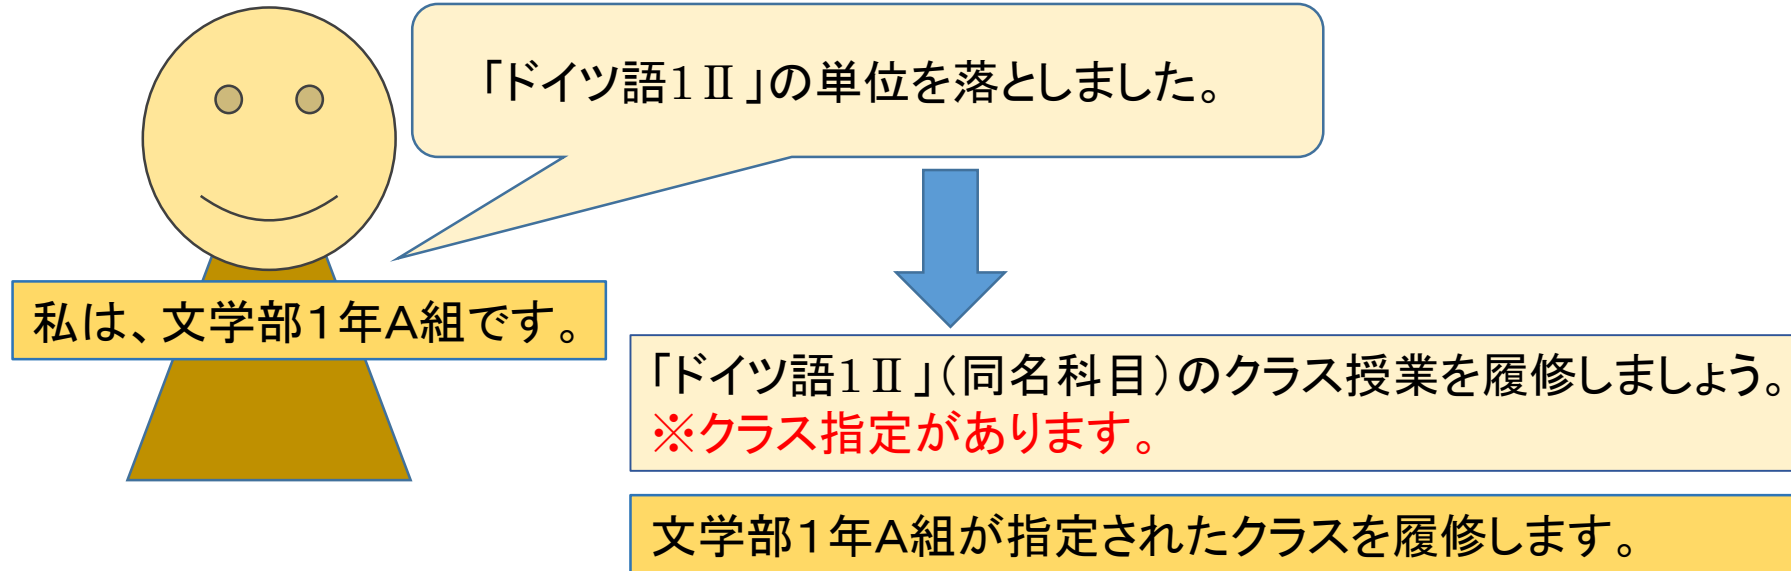 「ドイツ語1Ⅱ」の単位を落としました。
私は、文学部１年Ａ組です。
「ドイツ語1Ⅱ」（同名科目）のクラス授業を履修しましょう。
※クラス指定があります。
文学部１年Ａ組が指定されたクラスを履修します。